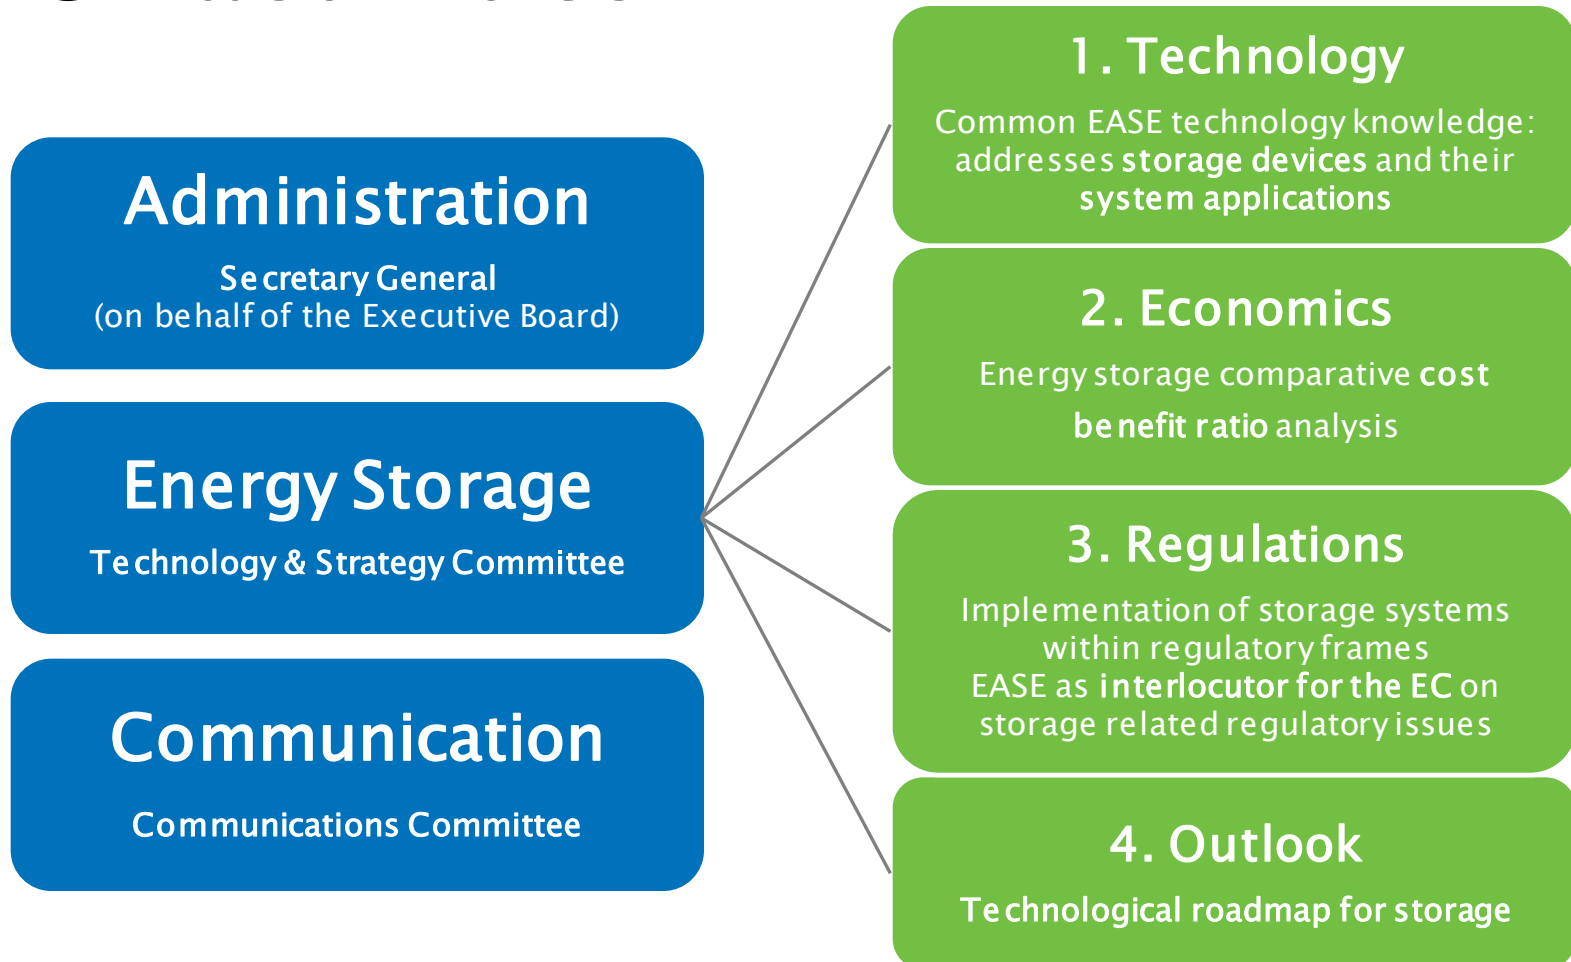 Administration
Secretary General
(on behalf of the Executive Board)
Energy Storage
Technology & Strategy Committee
Communication
Communications Committee
1. Technology
Common EASE technology knowledge:
addresses storage devices and their
system applications
2. Economics
Energy storage comparative cost
benefit ratio analysis
3. Regulations
Implementation of storage systems
within regulatory frames
EASE as interlocutor for the EC on
storage related regulatory issues
4. Outlook
Technological roadmap for storage